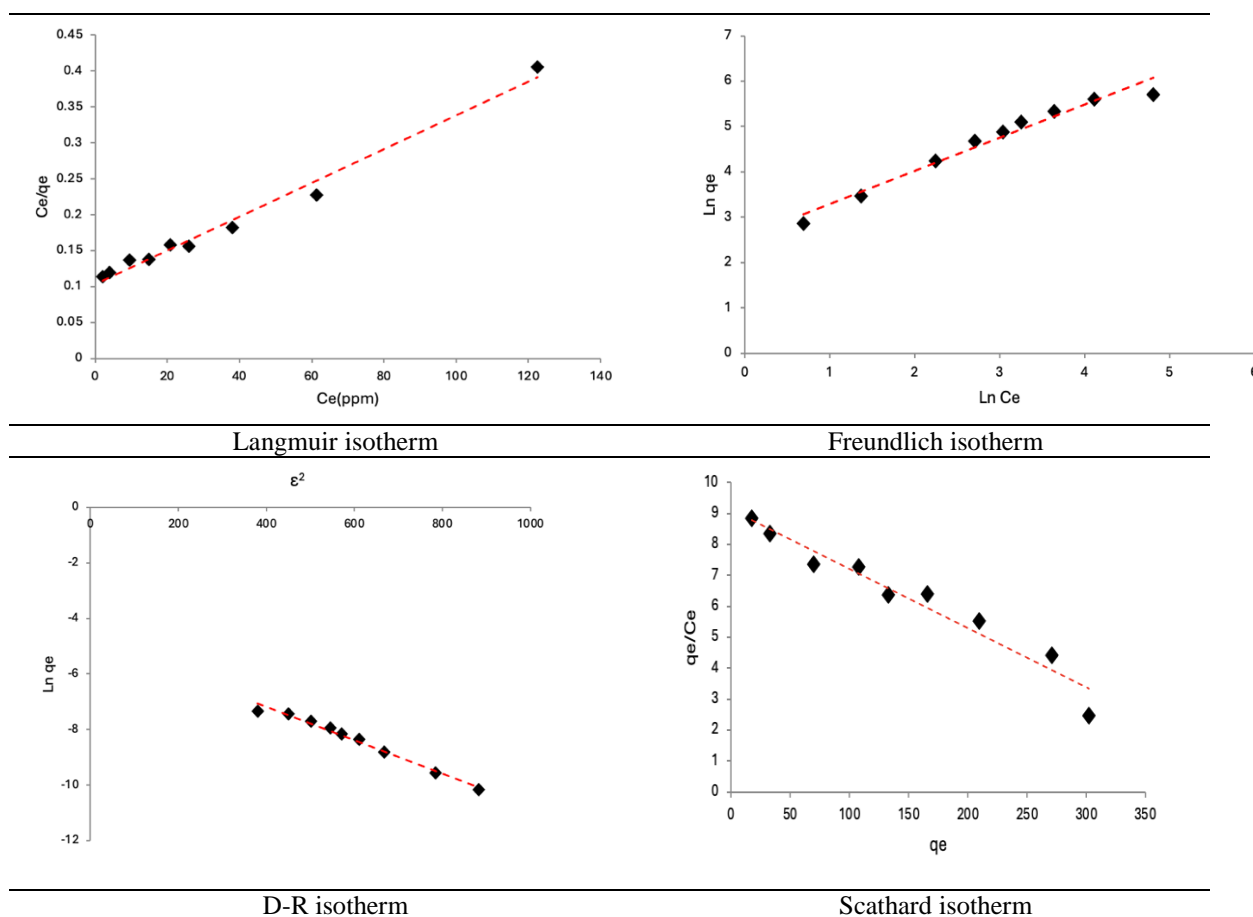 0.45
0.4
0.35
0.3
0.25
0.2
0.15
0.1
0.05
0
Ce/qe
0 20 40 60 80 100 120 140
Ce(ppm)
7
6
5
4
3
2
1
0
Ln qe
0 1 2 3 4 5 6
Ln Ce
Langmuir isotherm Freundlich isotherm
ε²
0 200 400 600 800 1000
0
-2
-4
-6
-8
-10
-12
Ln qe
10
9
8
7
6
5
4
3
2
1
0
qe/Ce
0 50 100 150 200 250 300 350
qe
D-R isotherm Scathard isotherm